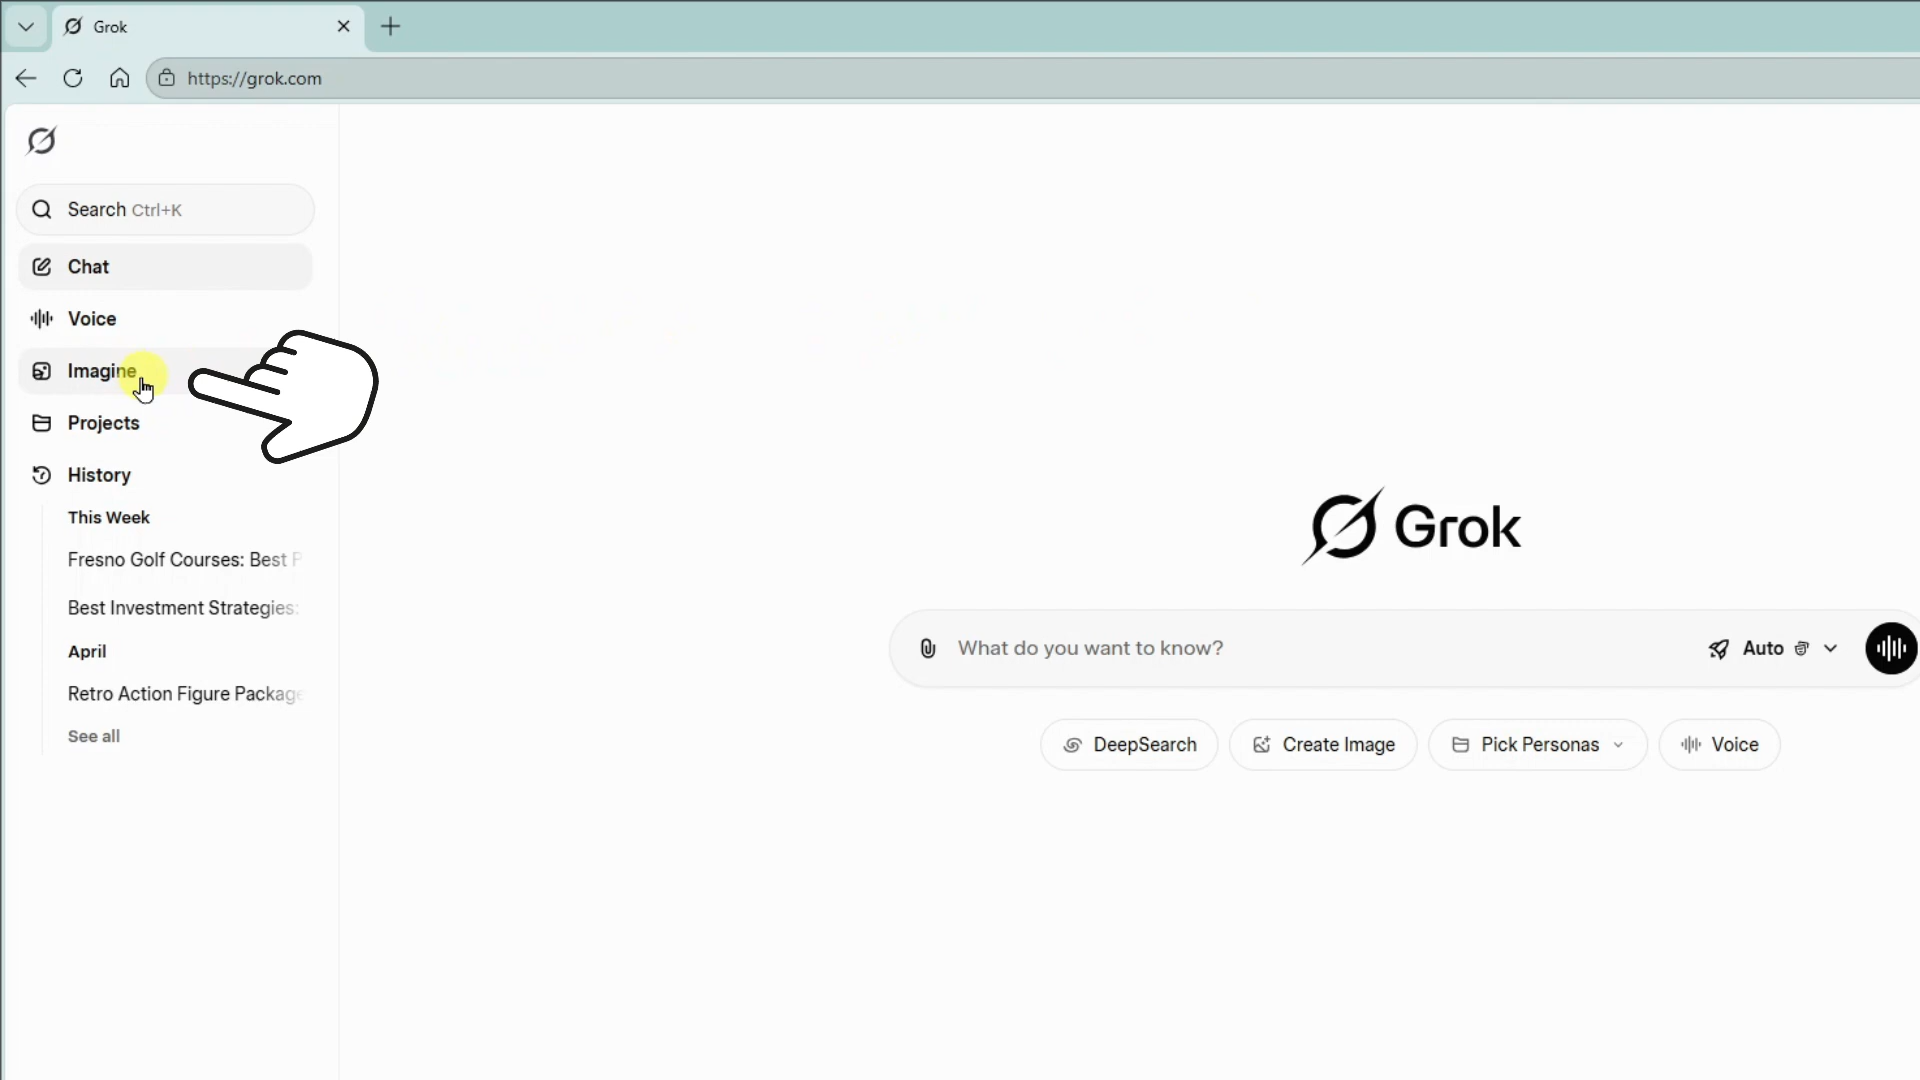 Grok
https://grok.com
Search Ctrl+K
Chat
Voice
Imagine
Projects
History
This Week
Fresno Golf Courses: Best
Best Investment Strategies:
April
Retro Action Figure Package
See all
Grok
What do you want to know?
Auto
DeepSearch
Create Image
Pick Personas
Voice